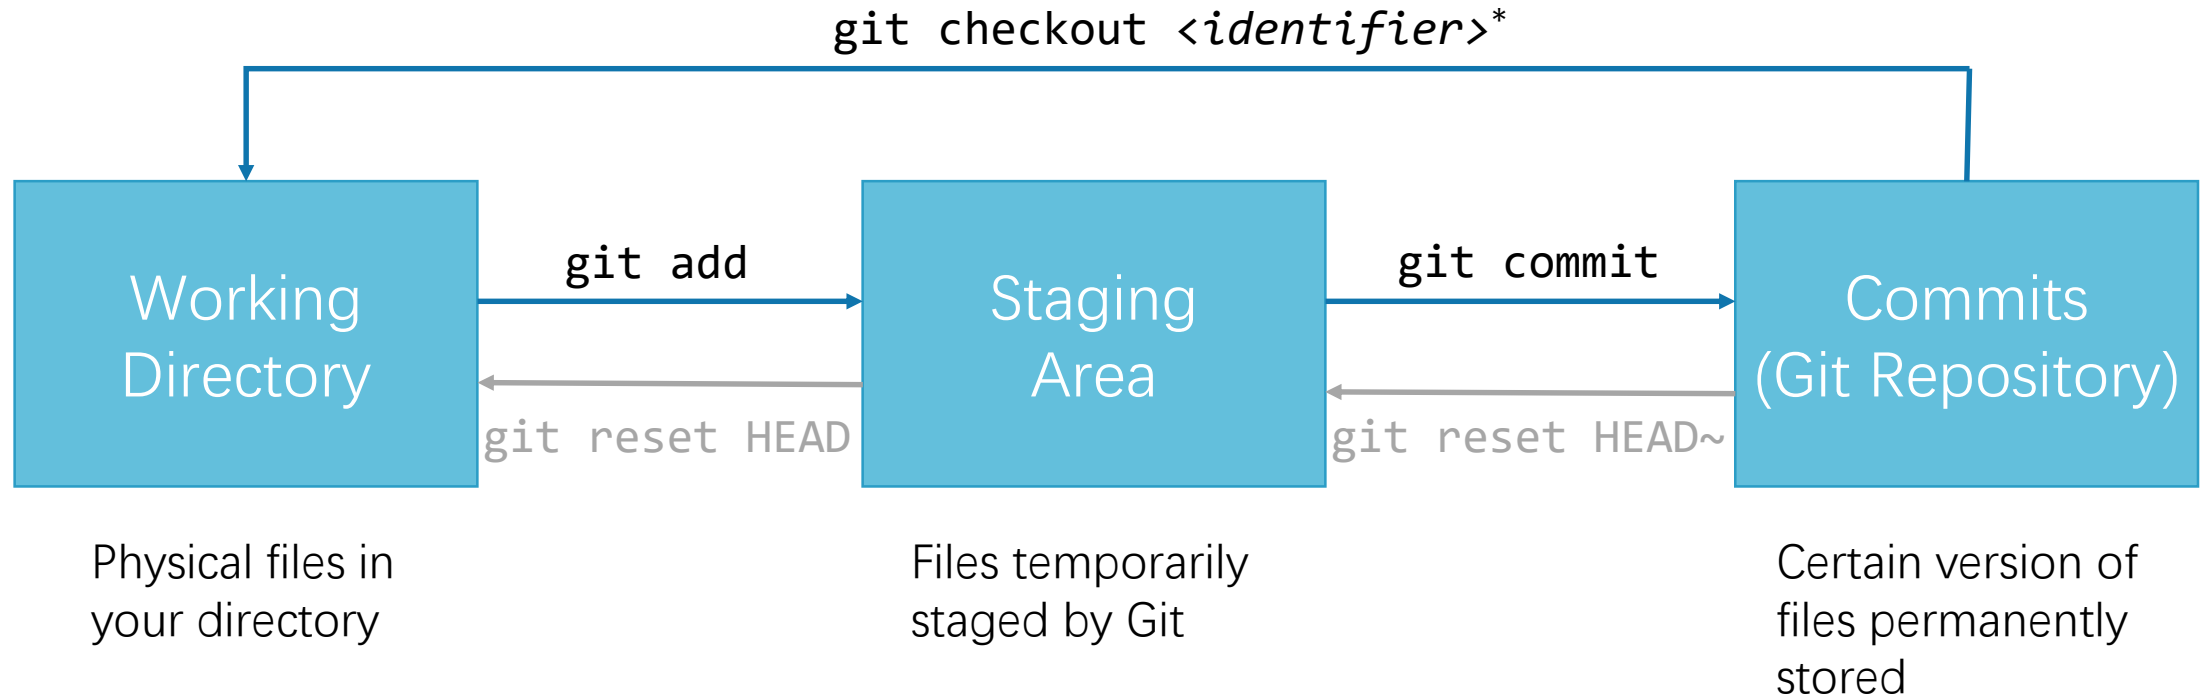 git checkout <identifier>*
git add
git commit
Working
Directory
Staging
Area
Commits
(Git Repository)
git reset HEAD
git reset HEAD~
Physical files in
your directory
Files temporarily
staged by Git
Certain version of
files permanently
stored